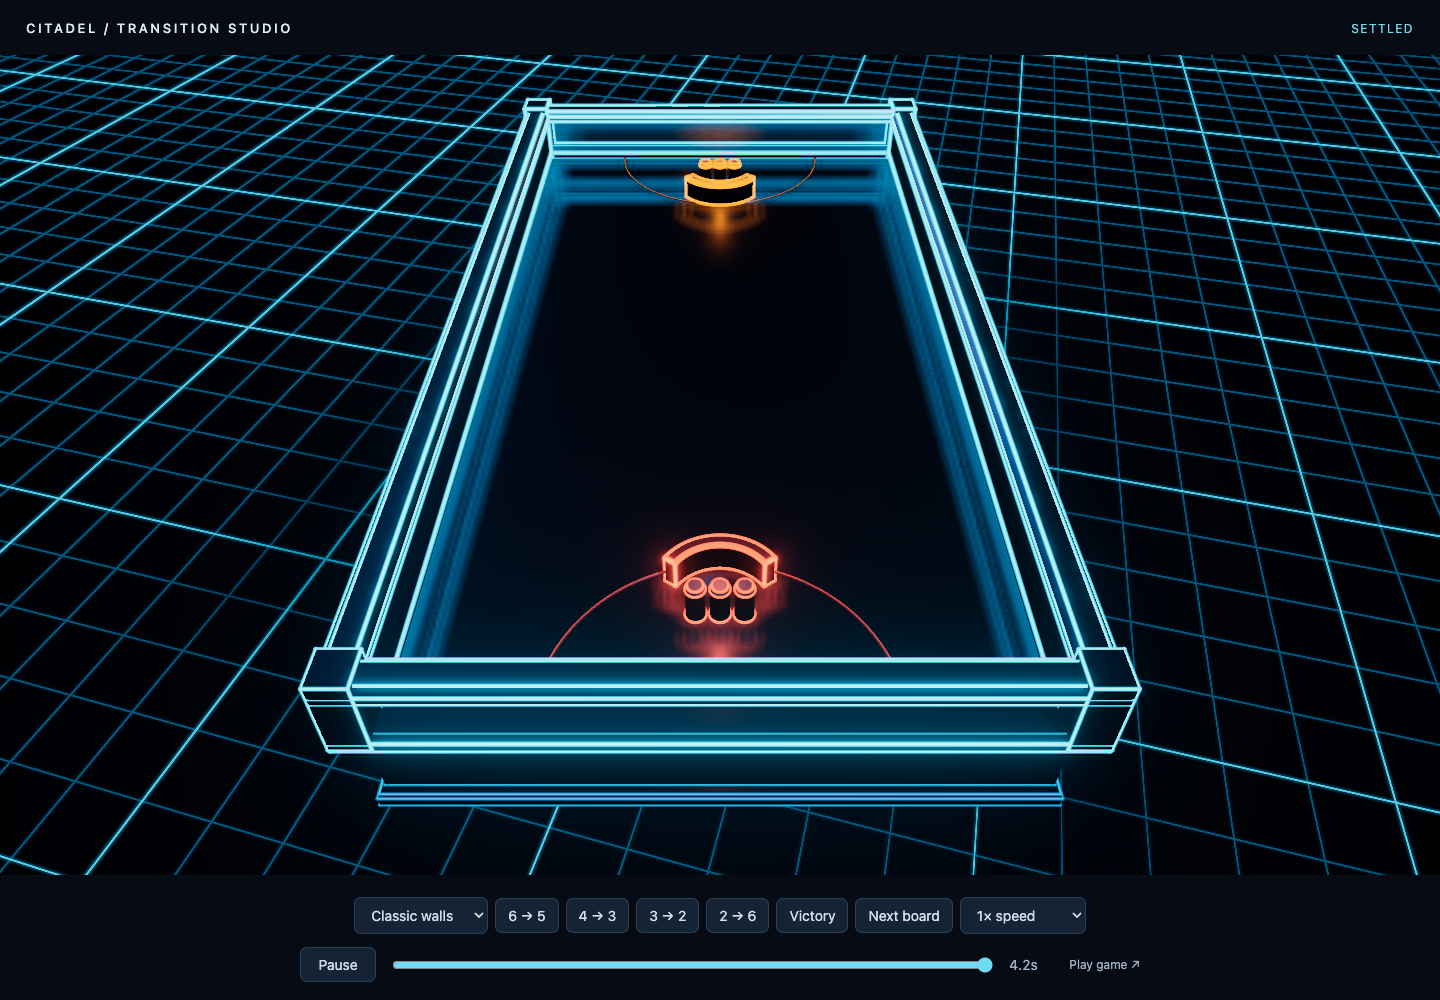 CITADEL / TRANSITION STUDIO
SETTLED
Classic walls
6 → 5
4 → 3
3 → 2
2 → 6
Victory
Next board
1× speed
Pause
4.2s
Play game ↗